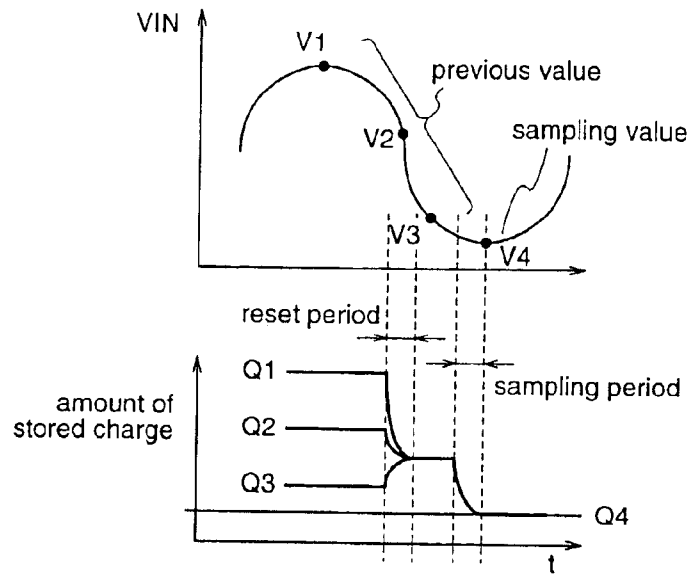 VIN
V1
previous value
V2
sampling value
V3
V4
reset period
Q1
sampling period
amount of
stored charge
Q2
Q3
Q4
t